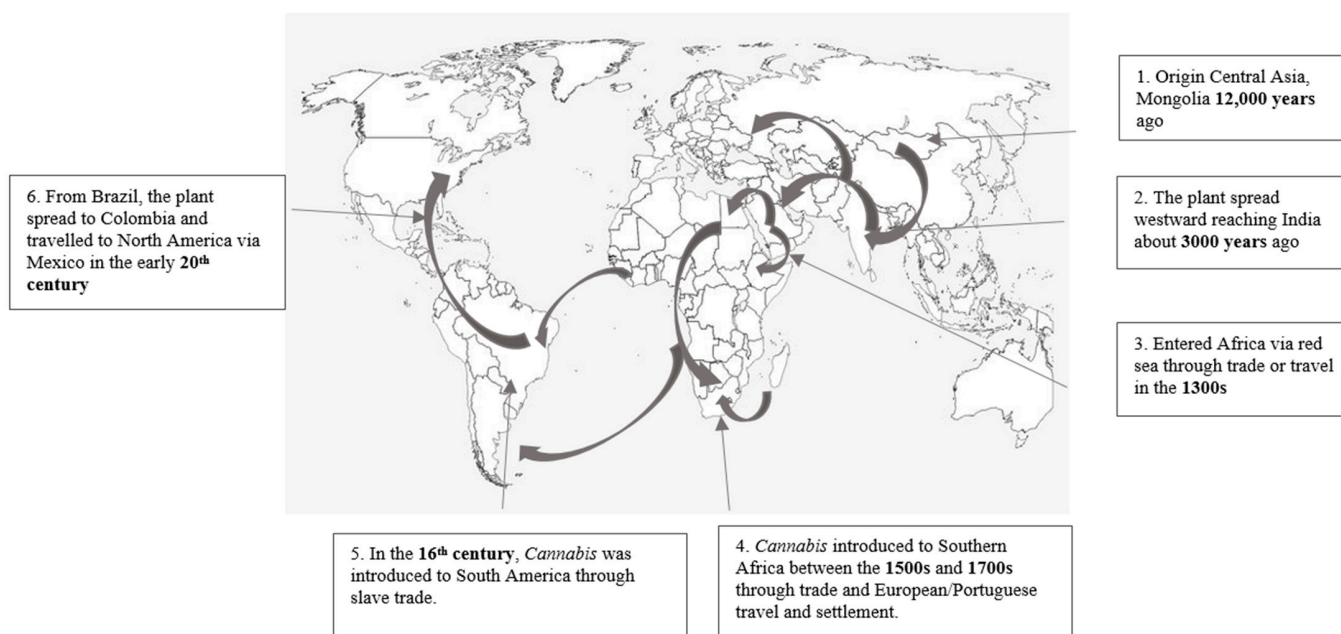 1. Origin Central Asia,
Mongolia 12,000 years
ago
2. The plant spread
westward reaching India
about 3000 years ago
3. Entered Africa via red
sea through trade or travel
in the 1300s
4. Cannabis introduced to Southern
Africa between the 1500s and 1700s
through trade and European/Portuguese
travel and settlement.
5. In the 16th century, Cannabis was
introduced to South America through
slave trade.
6. From Brazil, the plant
spread to Colombia and
travelled to North America via
Mexico in the early 20th
century